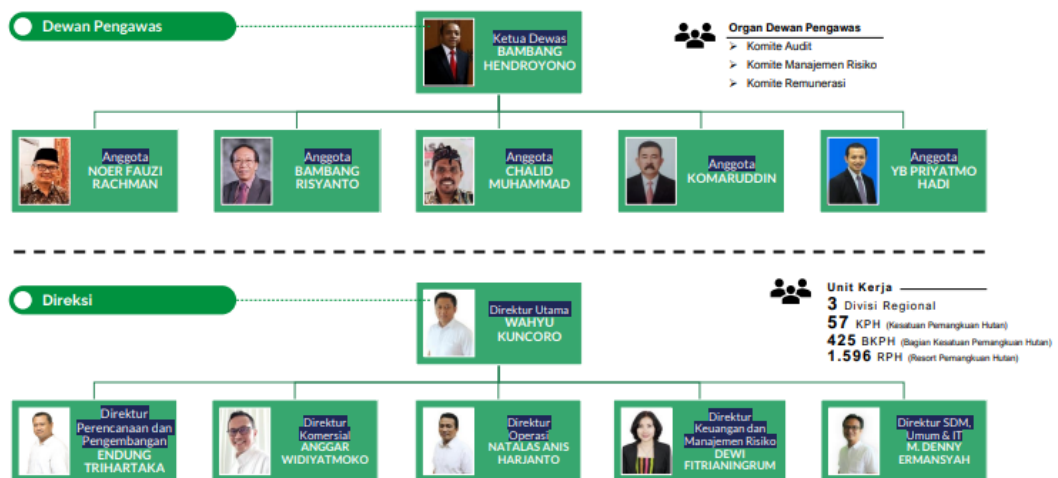 Dewan Pengawas
Ketua Dewas
BAMBANG
HENDROYONO
Organ Dewan Pengawas
➢ Komite Audit
➢ Komite Manajemen Risiko
➢ Komite Remunerasi
Anggota
NOER FAUZI
RACHMAN
Anggota
BAMBANG
RISYANTO
Anggota
CHALID
MUHAMMAD
Anggota
KOMARUDDIN
Anggota
YB PRIYATMO
HADI
Direksi
Direktur Utama
WAHYU
KUNCORO
Unit Kerja
3 Divisi Regional
57 KPH (Kesatuan Pemangkuan Hutan)
425 BKPH (Bagian Kesatuan Pemangkuan Hutan)
1.596 RPH (Resort Pemangkuan Hutan)
Direktur
Perencanaan dan
Pengembangan
ENDUNG
TRIHARTAKA
Direktur
Komersial
ANGGAR
WIDIYATMOKO
Direktur
Operasi
NATALAS ANIS
HARJANTO
Direktur
Keuangan dan
Manajemen Risiko
DEWI
FITRIANINGRUM
Direktur SDM,
Umum & IT
M. DENNY
ERMANSYAH